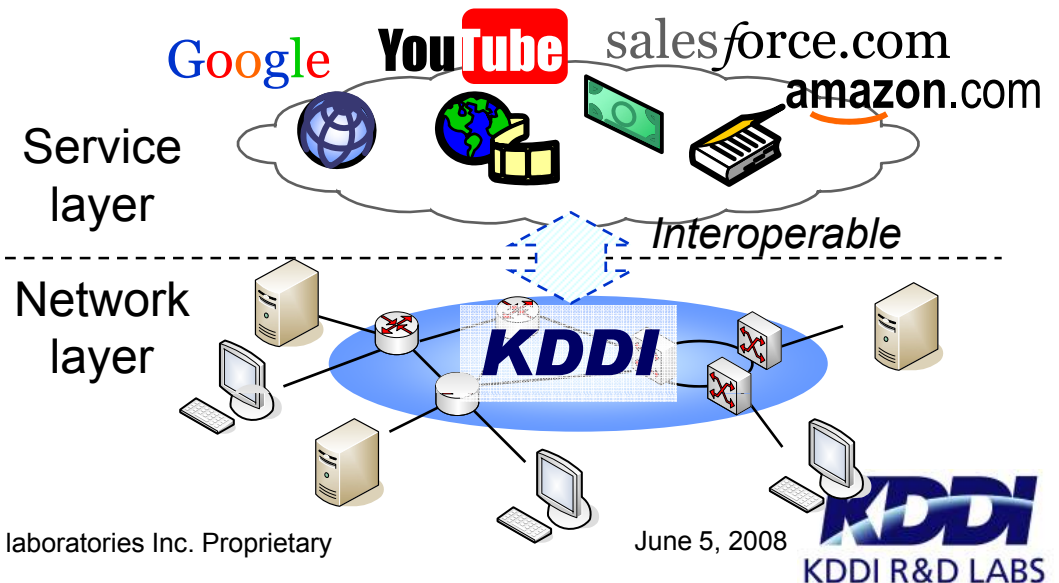 Google
YouTube
salesforce.com
amazon.com
Service
layer
Interoperable
Network
layer
KDDI
laboratories Inc. Proprietary
June 5, 2008
KDDI
KDDI R&D LABS